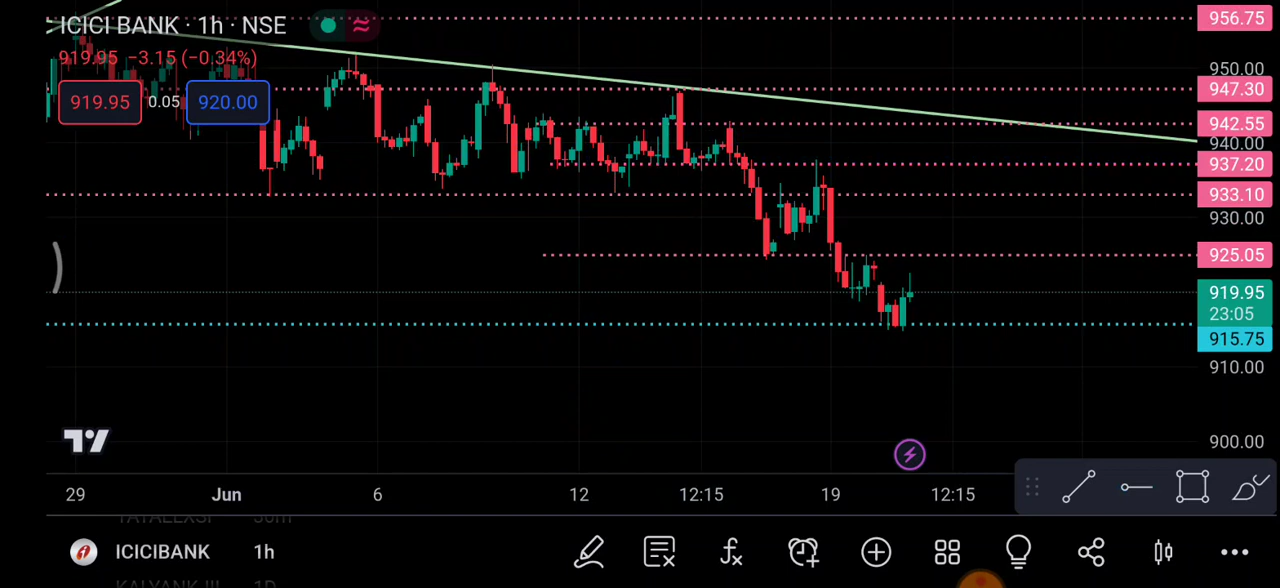 ICICI BANK · 1h · NSE
919.95 −3.15 (−0.34%)
919.95 0.05 920.00
956.75
950.00
947.30
942.55
940.00
937.20
933.10
930.00
925.05
919.95
23:05
915.75
910.00
900.00
29 Jun 6 12 12:15 19 12:15
TATAELXSI 30m
ICICIBANK 1h